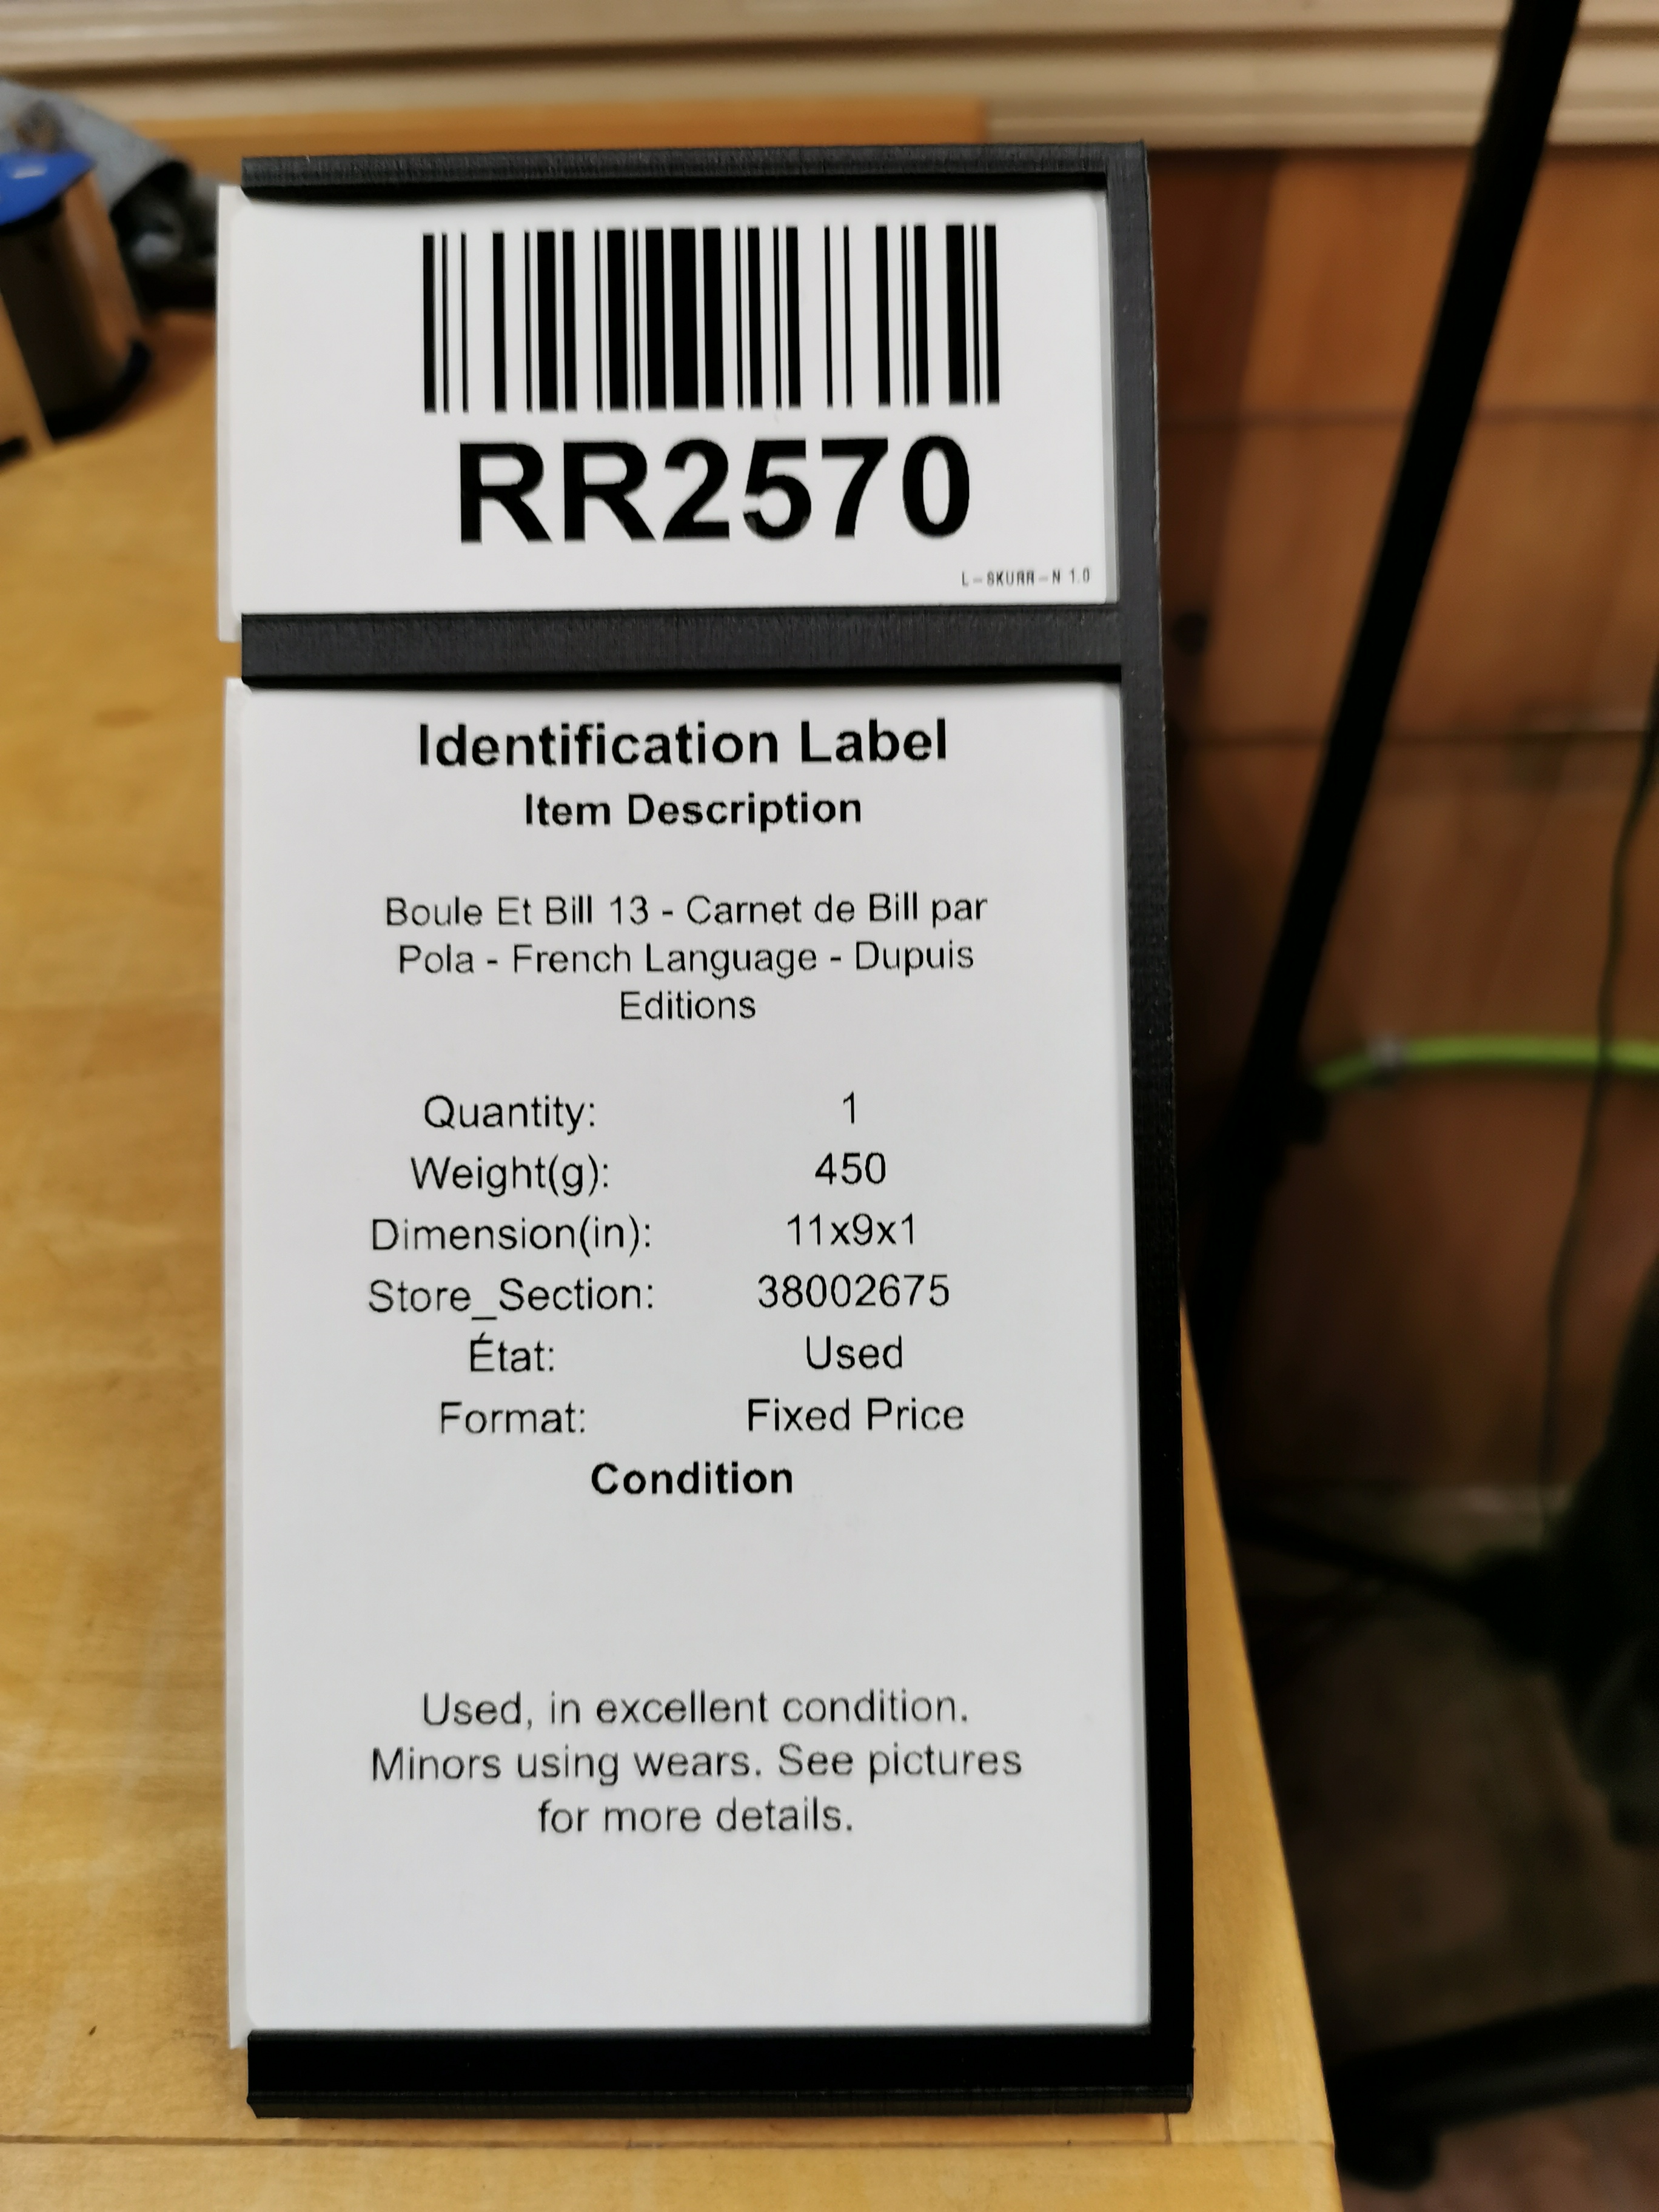 RR2570
L-SKURR-N 1.0
Identification Label
Item Description
Boule Et Bill 13 - Carnet de Bill par
Pola - French Language - Dupuis
Editions
Quantity: 1
Weight(g): 450
Dimension(in): 11x9x1
Store_Section: 38002675
État: Used
Format: Fixed Price
Condition
Used, in excellent condition.
Minors using wears. See pictures
for more details.